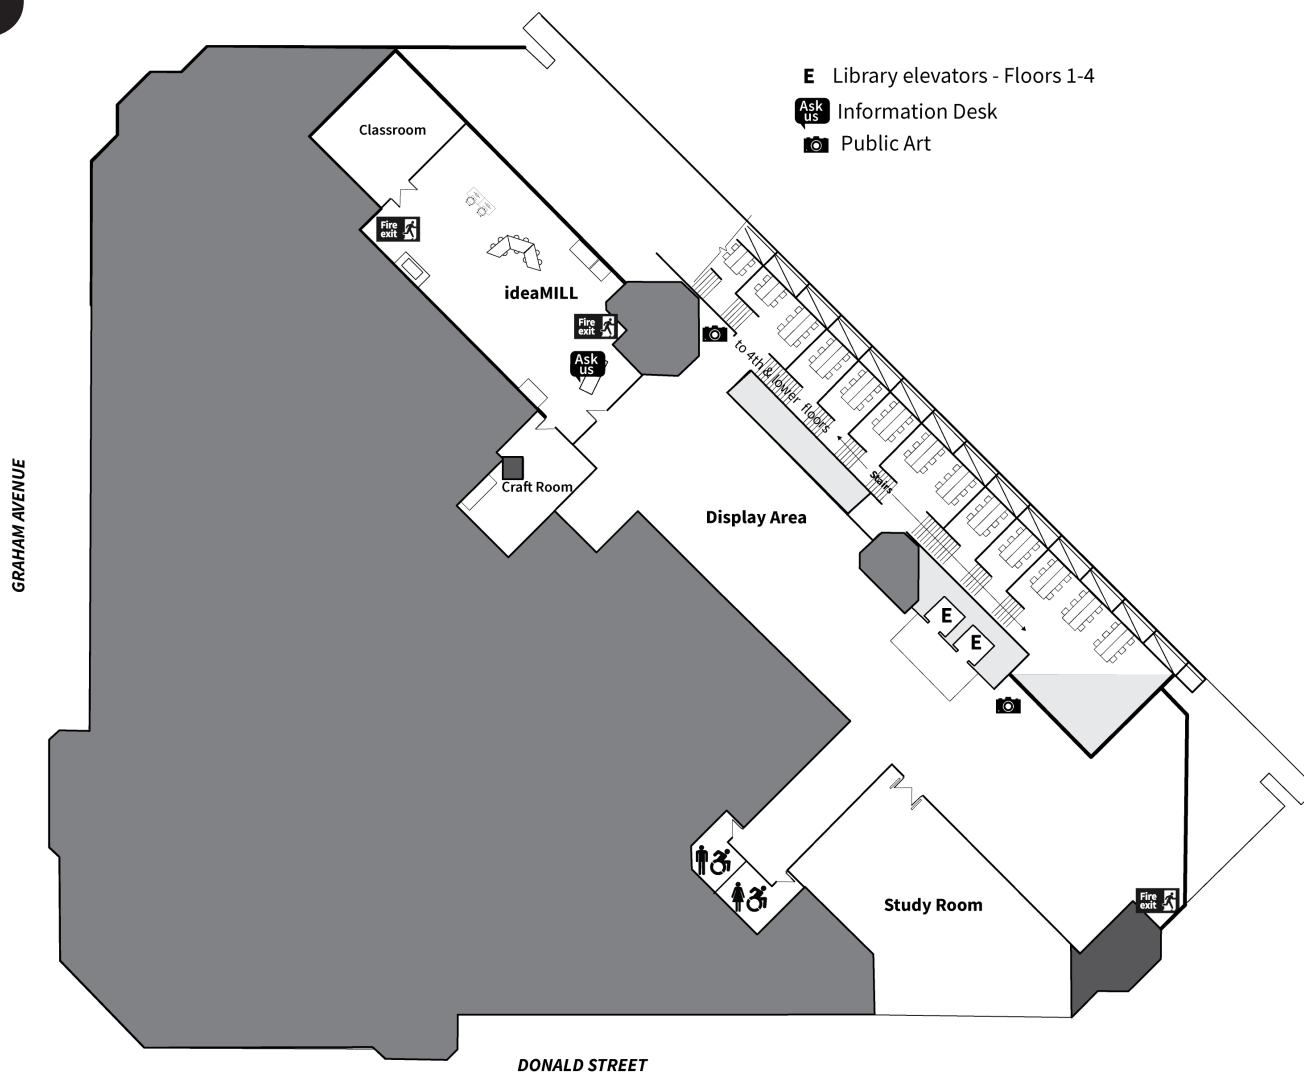 E Library elevators - Floors 1-4
Ask us Information Desk
Public Art
Classroom
Fire exit
ideaMILL
Fire exit
Ask us
to 4th & lower floors
Stairs
Craft Room
Display Area
E
E
Study Room
Fire exit
GRAHAM AVENUE
DONALD STREET